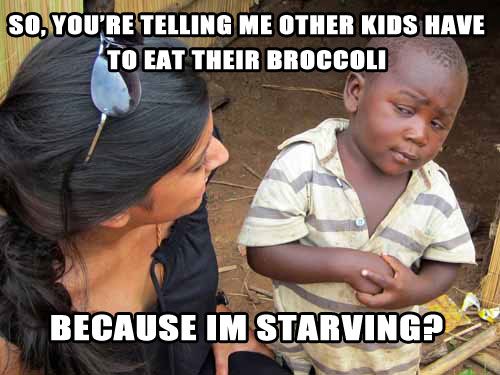 SO, YOU'RE TELLING ME OTHER KIDS HAVE
TO EAT THEIR BROCCOLI
BECAUSE IM STARVING?